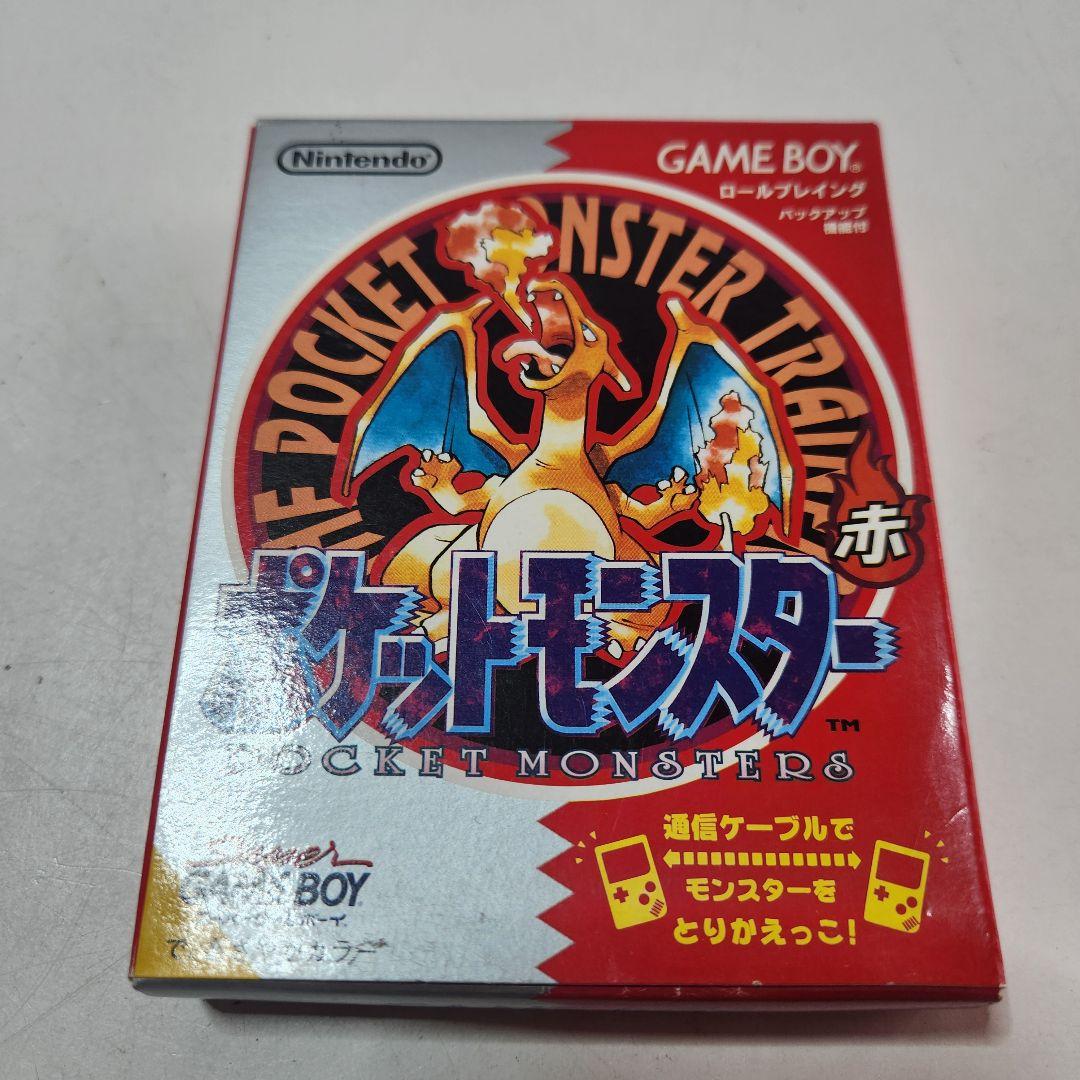 Nintendo
GAME BOY
ロールプレイング
バックアップ
機能付
POCKET MONSTER TRAINE
赤
ポケットモンスター
TM
POCKET MONSTERS
通信ケーブルで
モンスターを
とりかえっこ!
Super
GAME BOY